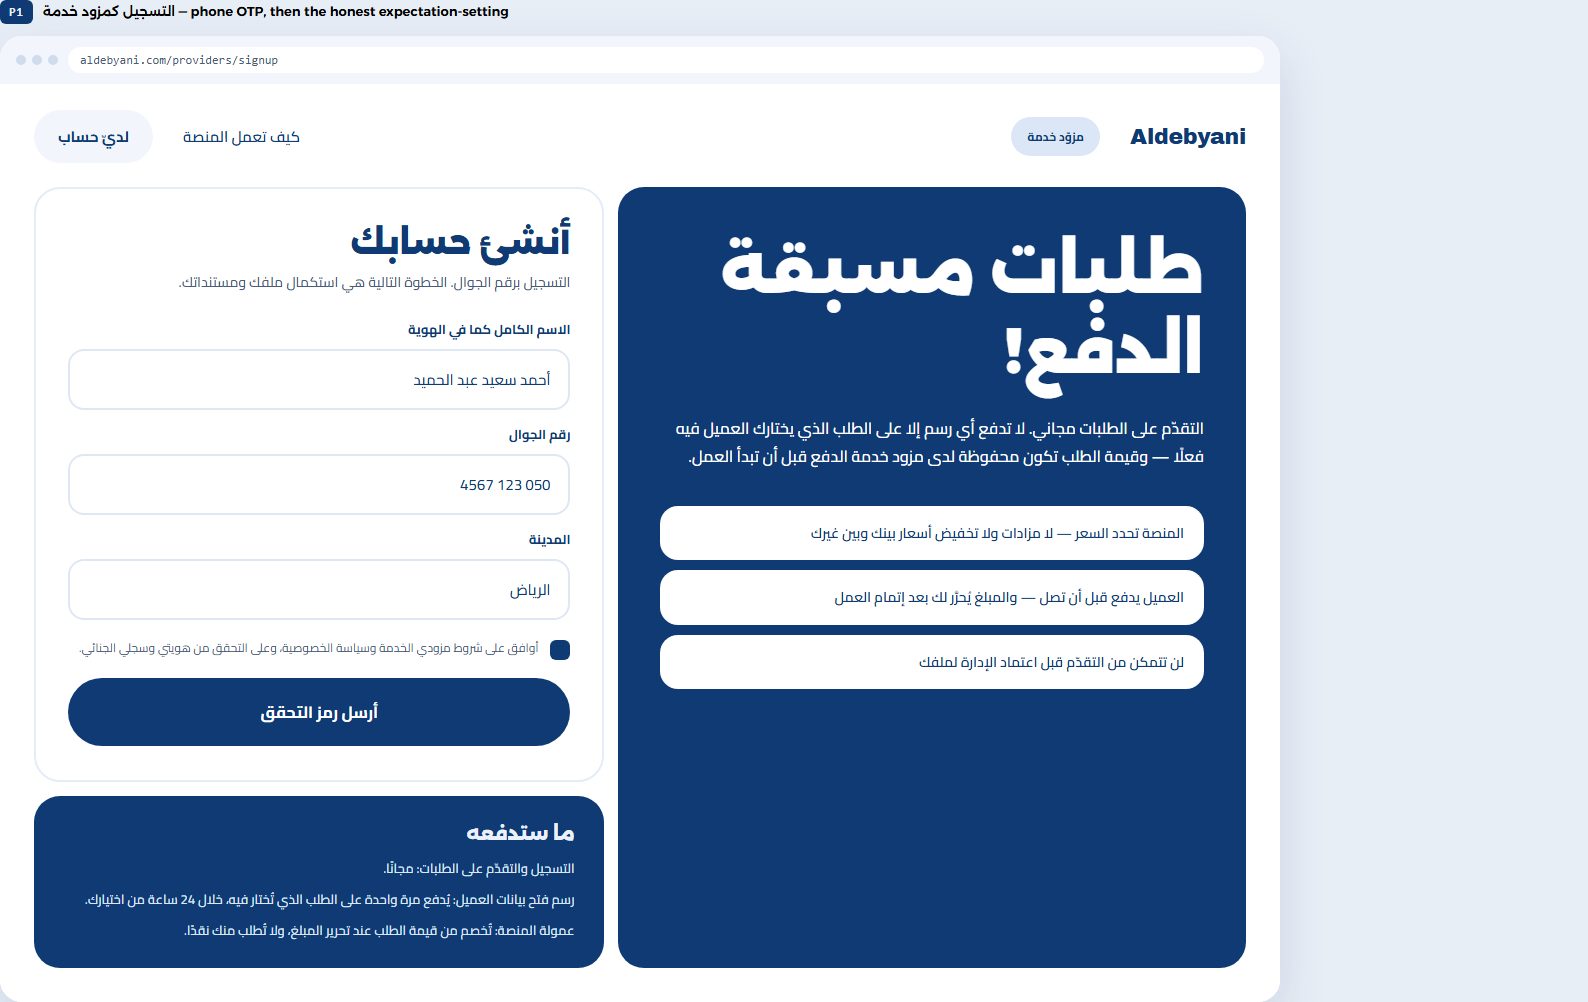 P1 التسجيل كمزود خدمة — phone OTP, then the honest expectation-setting
aldebyani.com/providers/signup
Aldebyani
مزوّد خدمة
كيف تعمل المنصة
لديّ حساب
طلبات مسبقة
الدفع!
التقدّم على الطلبات مجاني. لا تدفع أي رسم إلا على الطلب الذي يختارك العميل فيه
فعلًا — وقيمة الطلب تكون محفوظة لدى مزود خدمة الدفع قبل أن تبدأ العمل.
المنصة تحدد السعر — لا مزادات ولا تخفيض أسعار بينك وبين غيرك
العميل يدفع قبل أن تصل — والمبلغ يُحرَّر لك بعد إتمام العمل
لن تتمكن من التقدّم قبل اعتماد الإدارة لملفك
أنشئ حسابك
التسجيل برقم الجوال. الخطوة التالية هي استكمال ملفك ومستنداتك.
الاسم الكامل كما في الهوية
أحمد سعيد عبد الحميد
رقم الجوال
050 123 4567
المدينة
الرياض
أوافق على شروط مزودي الخدمة وسياسة الخصوصية، وعلى التحقق من هويتي وسجلي الجنائي.
أرسل رمز التحقق
ما ستدفعه
التسجيل والتقدّم على الطلبات: مجانًا.
رسم فتح بيانات العميل: يُدفع مرة واحدة على الطلب الذي تُختار فيه، خلال 24 ساعة من اختيارك.
عمولة المنصة: تُخصم من قيمة الطلب عند تحرير المبلغ، ولا تُطلب منك نقدًا.